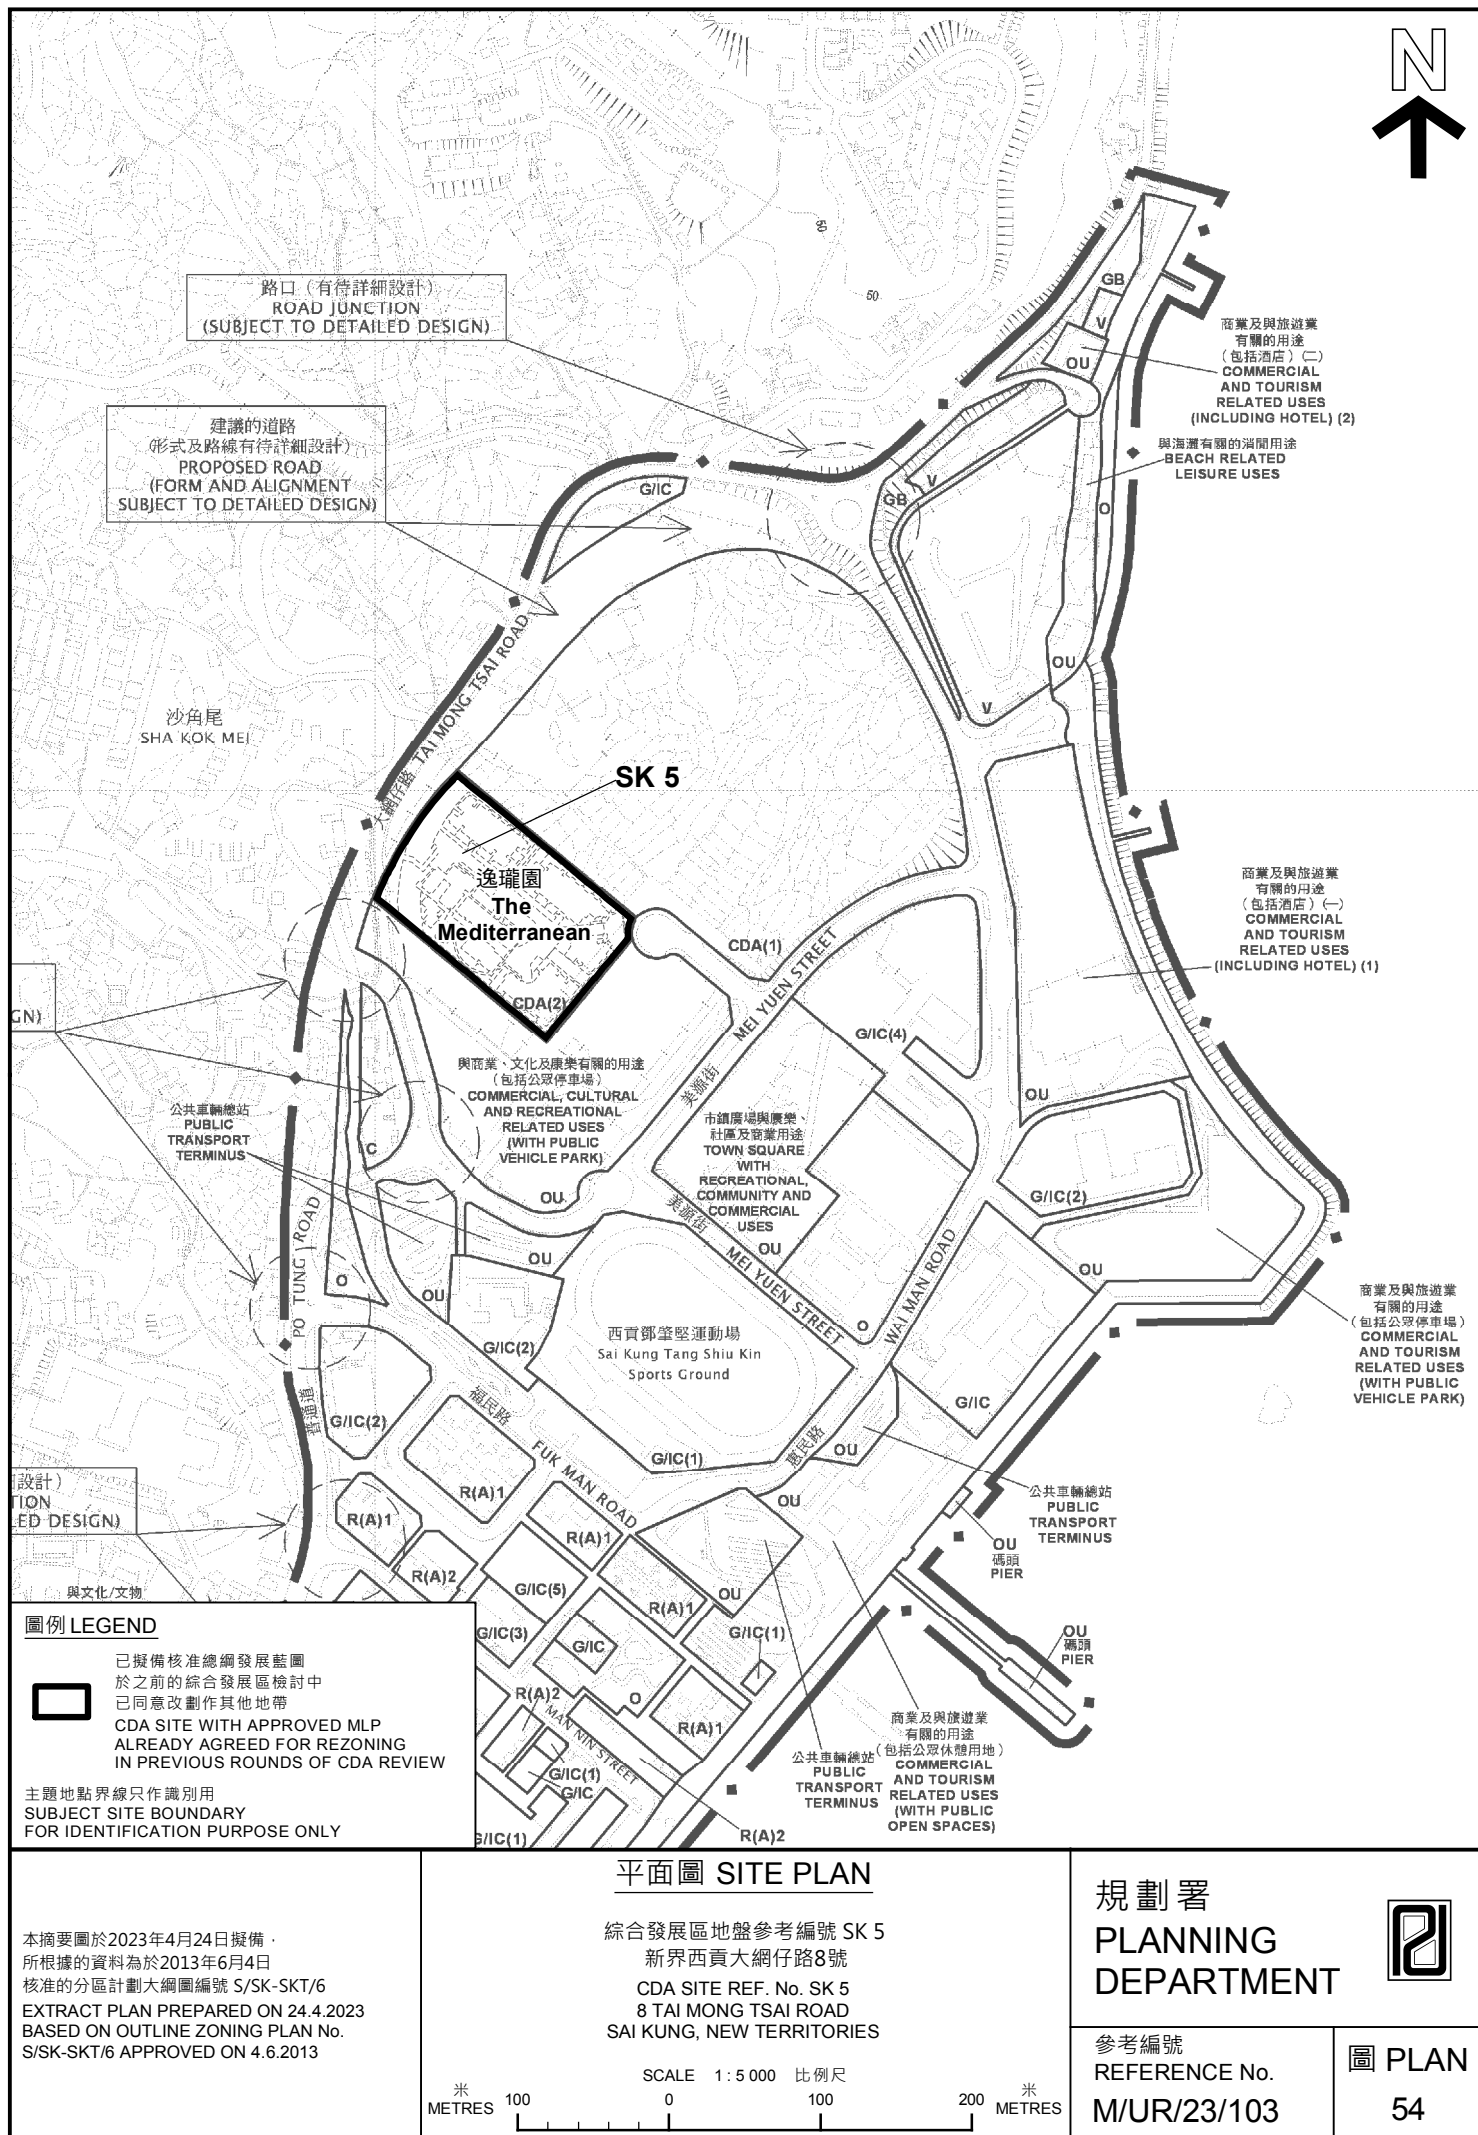 N
路口（有待詳細設計）
ROAD JUNCTION
(SUBJECT TO DETAILED DESIGN)
建議的道路
(形式及路線有待詳細設計)
PROPOSED ROAD
(FORM AND ALIGNMENT
SUBJECT TO DETAILED DESIGN)
50
50
GB
V
OU
商業及與旅遊業
有關的用途
（包括酒店）(二)
COMMERCIAL
AND TOURISM
RELATED USES
(INCLUDING HOTEL) (2)
與海灘有關的消閒用途
BEACH RELATED
LEISURE USES
G/IC
GB
V
O
OU
V
沙角尾
SHA KOK MEI
大網仔路 TAI MONG TSAI ROAD
SK 5
逸瓏園
The
Mediterranean
CDA(2)
CDA(1)
美源街 MEI YUEN STREET
商業及與旅遊業
有關的用途
（包括酒店）(一)
COMMERCIAL
AND TOURISM
RELATED USES
(INCLUDING HOTEL) (1)
G/IC(4)
OU
GN)
公共車輛總站
PUBLIC
TRANSPORT
TERMINUS
C
與商業、文化及康樂有關的用途
（包括公眾停車場）
COMMERCIAL, CULTURAL
AND RECREATIONAL
RELATED USES
(WITH PUBLIC
VEHICLE PARK)
OU
市鎮廣場與康樂、
社區及商業用途
TOWN SQUARE
WITH
RECREATIONAL,
COMMUNITY AND
COMMERCIAL
USES
OU
G/IC(2)
OU
美源街 MEI YUEN STREET
O
WAI MAN ROAD
惠民路
PO TUNG ROAD
普通道
O
OU
OU
G/IC(2)
西貢鄧肇堅運動場
Sai Kung Tang Shiu Kin
Sports Ground
G/IC(1)
商業及與旅遊業
有關的用途
（包括公眾停車場）
COMMERCIAL
AND TOURISM
RELATED USES
(WITH PUBLIC
VEHICLE PARK)
G/IC
G/IC(2)
福民路 FUK MAN ROAD
OU
OU
設計）
TION
ED DESIGN)
R(A)1
R(A)1
R(A)1
R(A)2
G/IC(5)
OU
R(A)1
公共車輛總站
PUBLIC
TRANSPORT
TERMINUS
OU
碼頭
PIER
與文化/文物
G/IC(3)
G/IC
G/IC(1)
OU
碼頭
PIER
R(A)2
O
R(A)1
MAN NIN STREET
G/IC(1)
G/IC
G/IC(1)
R(A)2
公共車輛總站
PUBLIC
TRANSPORT
TERMINUS
商業及與旅遊業
有關的用途
（包括公眾休憩用地）
COMMERCIAL
AND TOURISM
RELATED USES
(WITH PUBLIC
OPEN SPACES)
圖例 LEGEND
已擬備核准總綱發展藍圖
於之前的綜合發展區檢討中
已同意改劃作其他地帶
CDA SITE WITH APPROVED MLP
ALREADY AGREED FOR REZONING
IN PREVIOUS ROUNDS OF CDA REVIEW
主題地點界線只作識別用
SUBJECT SITE BOUNDARY
FOR IDENTIFICATION PURPOSE ONLY
本摘要圖於2023年4月24日擬備，
所根據的資料為於2013年6月4日
核准的分區計劃大綱圖編號 S/SK-SKT/6
EXTRACT PLAN PREPARED ON 24.4.2023
BASED ON OUTLINE ZONING PLAN No.
S/SK-SKT/6 APPROVED ON 4.6.2013
平面圖 SITE PLAN
綜合發展區地盤參考編號 SK 5
新界西貢大網仔路8號
CDA SITE REF. No. SK 5
8 TAI MONG TSAI ROAD
SAI KUNG, NEW TERRITORIES
SCALE 1 : 5 000 比例尺
米
METRES
100 0 100 200
米
METRES
規劃署
PLANNING
DEPARTMENT
參考編號
REFERENCE No.
M/UR/23/103
圖 PLAN
54